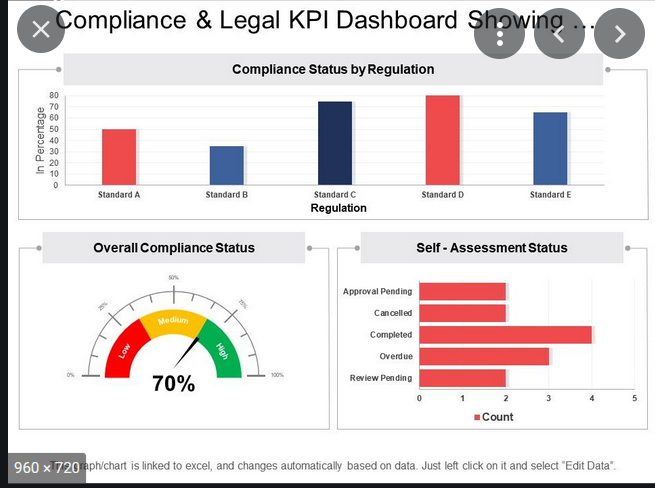 Compliance & Legal KPI Dashboard Showing ...
Compliance Status by Regulation
In Percentage
80
70
60
50
40
30
20
10
0
Standard A Standard B Standard C Standard D Standard E
Regulation
Overall Compliance Status
0%
25%
50%
75%
100%
Low
Medium
High
70%
Self - Assessment Status
Approval Pending
Cancelled
Completed
Overdue
Review Pending
0 1 2 3 4 5
Count
960 × 720
graph/chart is linked to excel, and changes automatically based on data. Just left click on it and select "Edit Data".